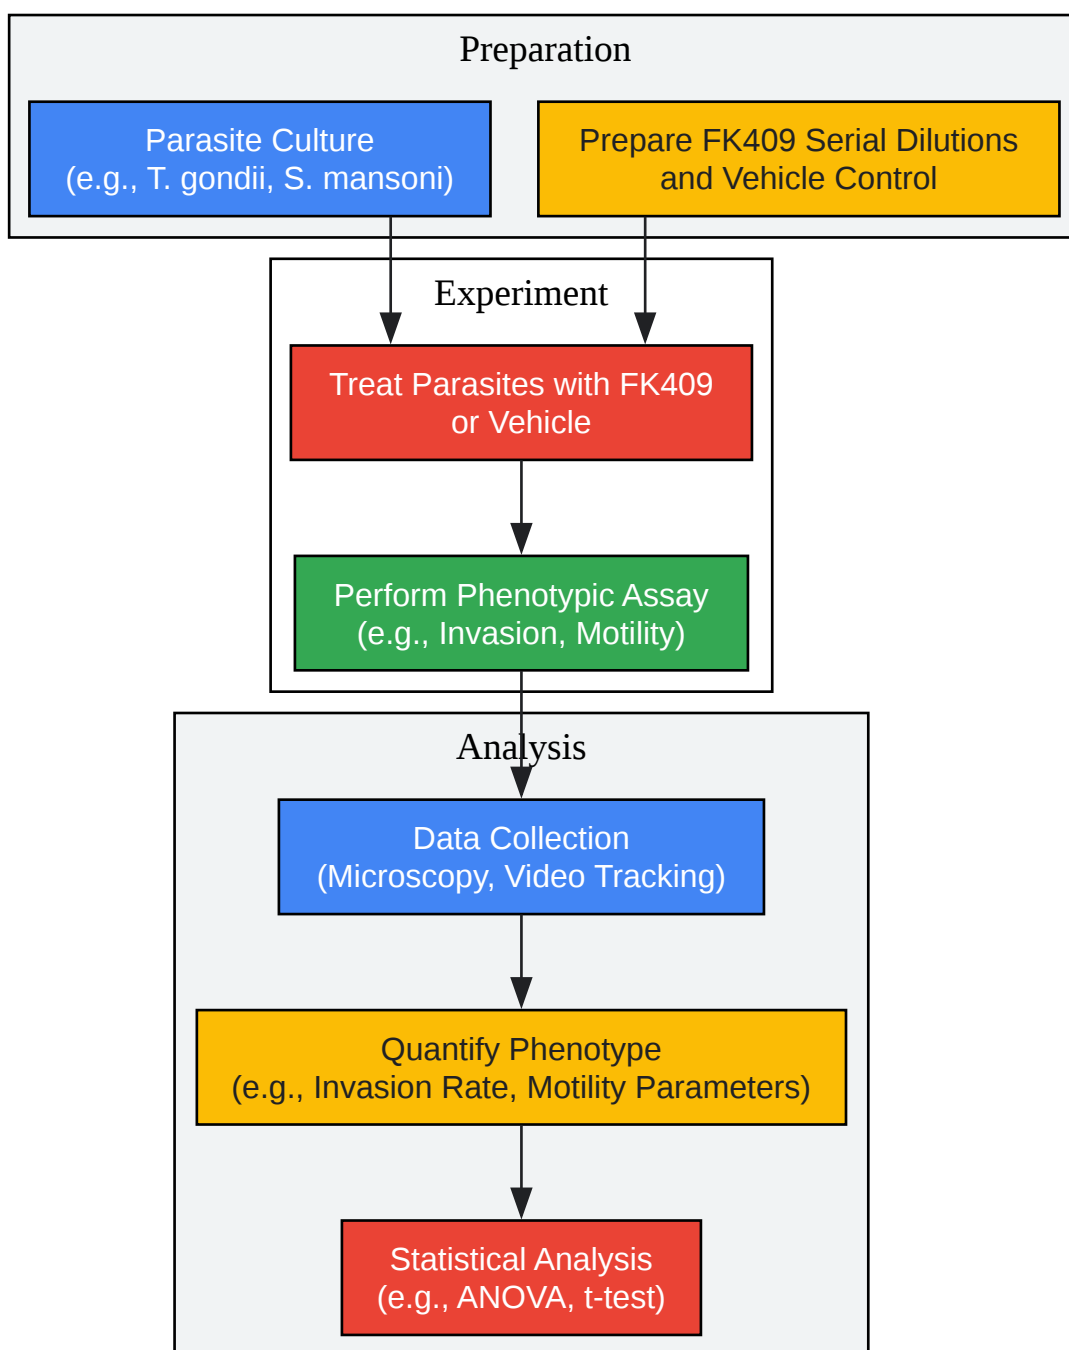 Preparation
Parasite Culture
(e.g., T. gondii, S. mansoni)
Prepare FK409 Serial Dilutions
and Vehicle Control
Experiment
Treat Parasites with FK409
or Vehicle
Perform Phenotypic Assay
(e.g., Invasion, Motility)
Analysis
Data Collection
(Microscopy, Video Tracking)
Quantify Phenotype
(e.g., Invasion Rate, Motility Parameters)
Statistical Analysis
(e.g., ANOVA, t-test)